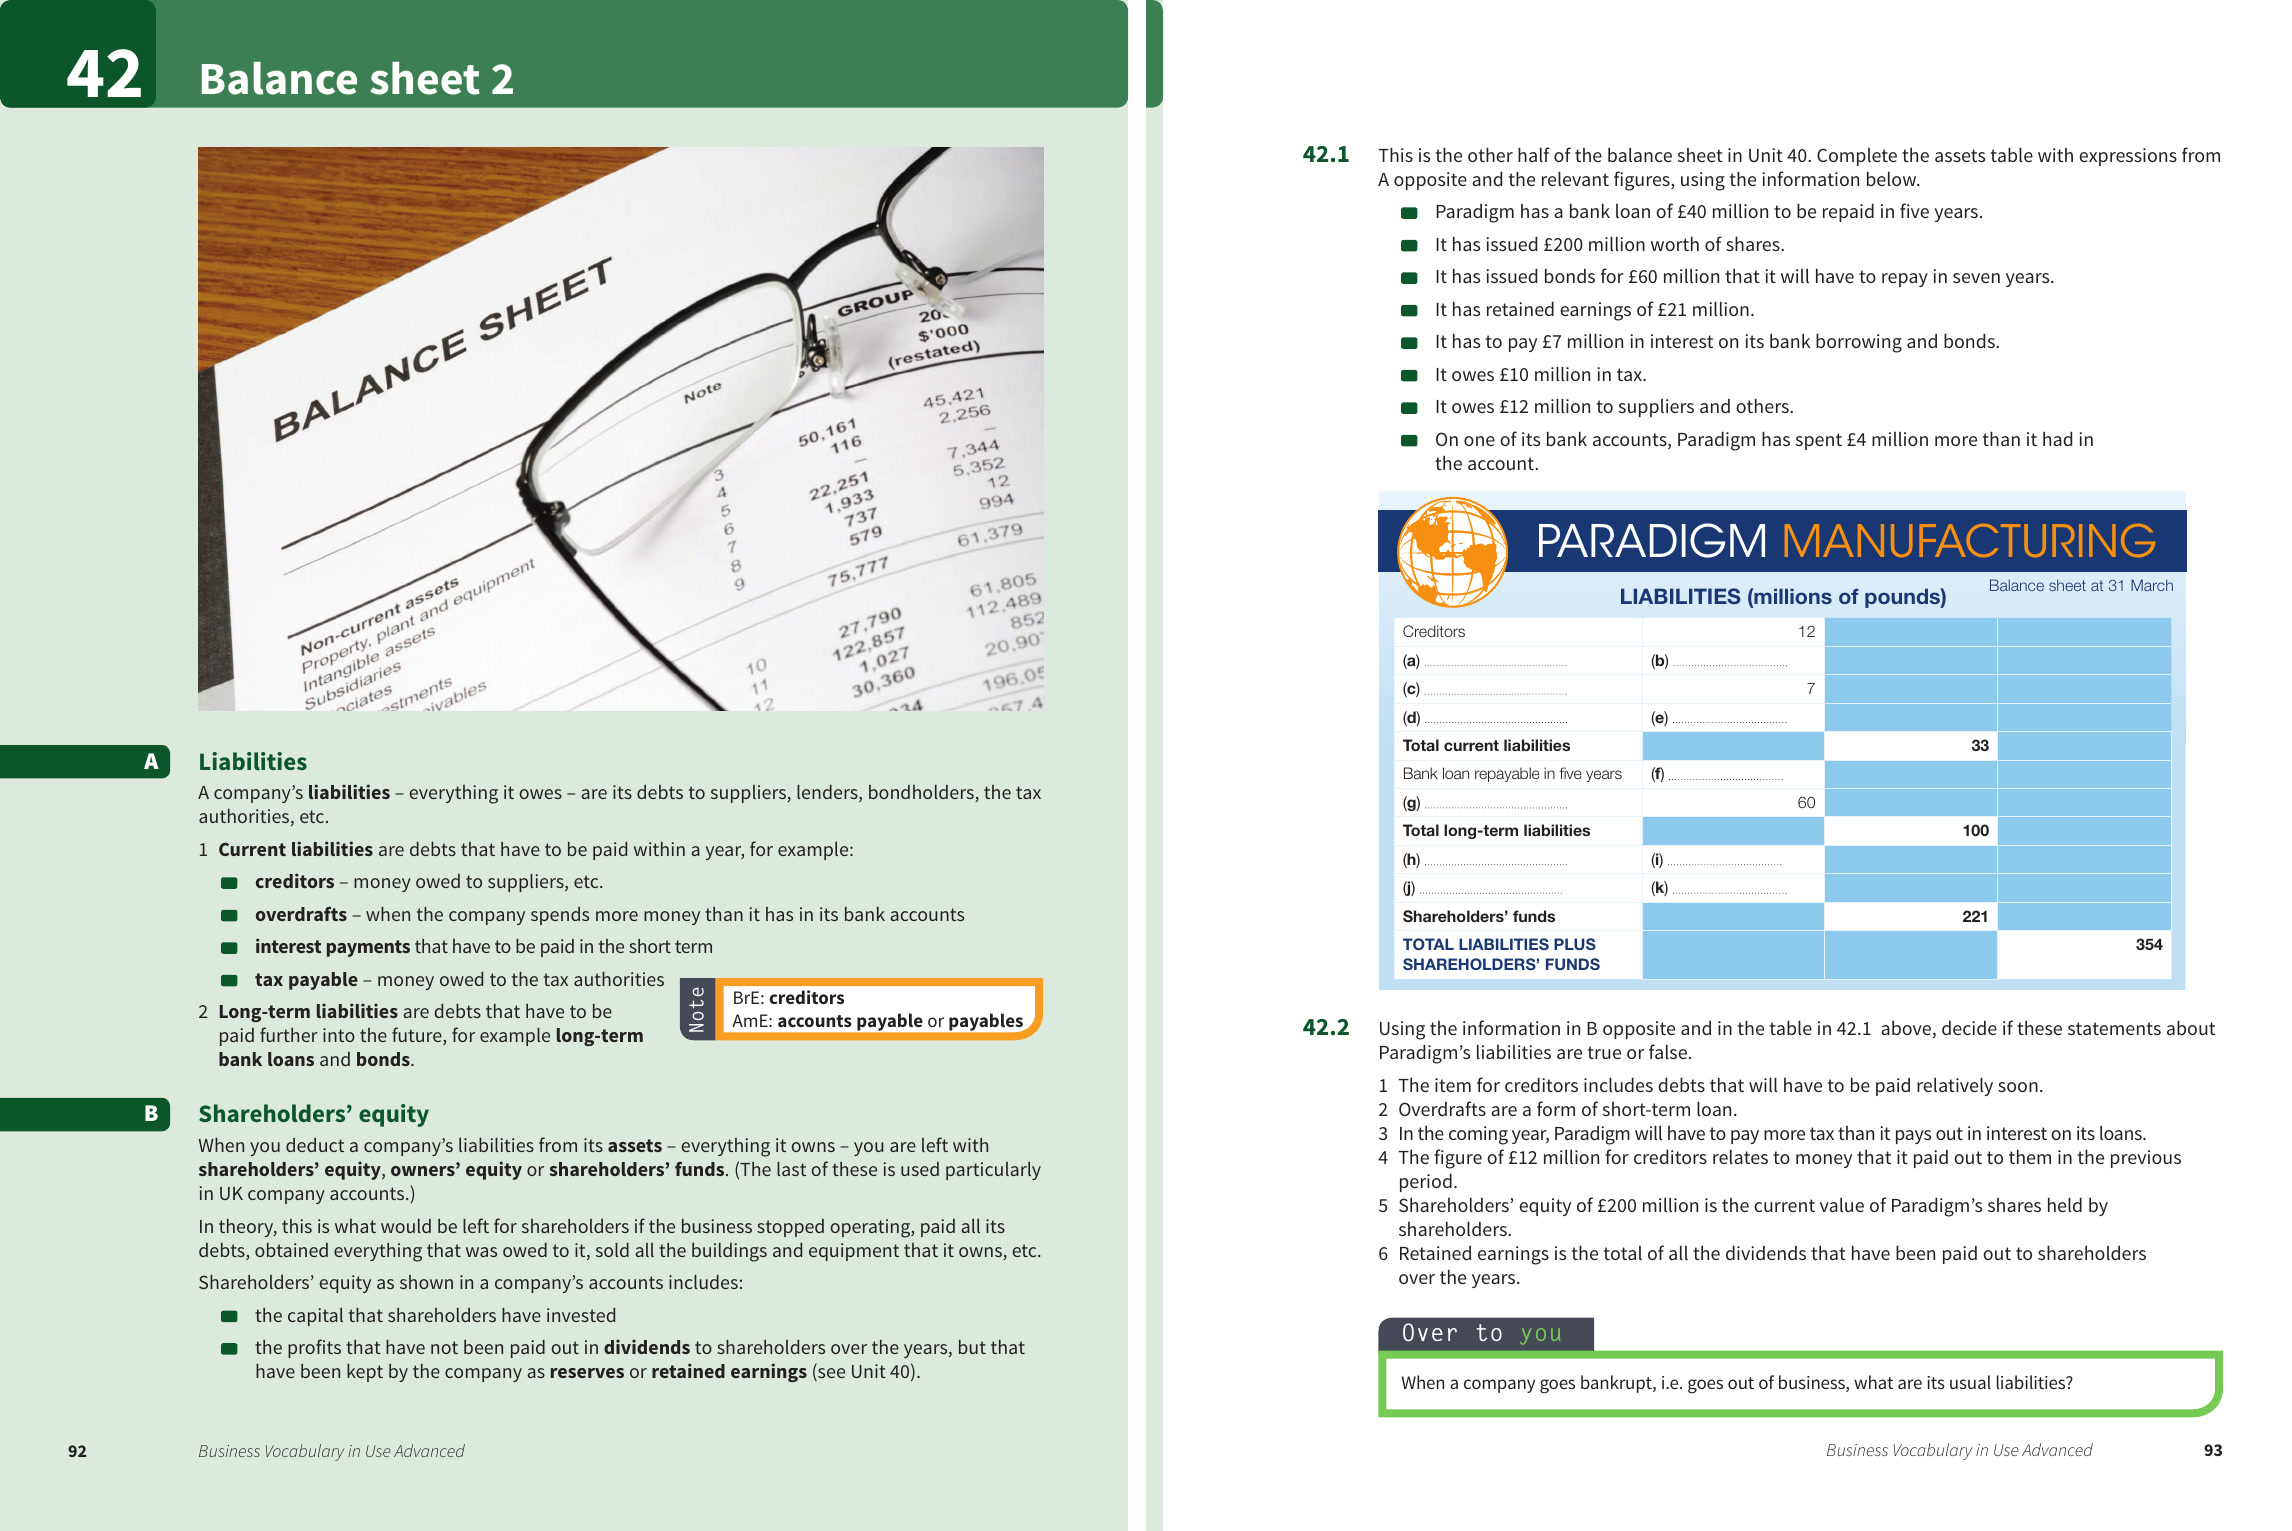 42
Balance sheet 2
BALANCE SHEET
GROUP
$'000
(restated)
Note
45,421
2,256
50,161
116
–
–
7,344
5,352
12
994
3
4
5
6
7
8
9
22,251
1,933
737
579
61,379
75,777
Non-current assets
Property, plant and equipment
Intangible assets
Subsidiaries
61,805
112,489
852
27,790
122,857
1,027
30,360
10
11
12
A
Liabilities
A company's liabilities – everything it owes – are its debts to suppliers, lenders, bondholders, the tax
authorities, etc.
1 Current liabilities are debts that have to be paid within a year, for example:
creditors – money owed to suppliers, etc.
overdrafts – when the company spends more money than it has in its bank accounts
interest payments that have to be paid in the short term
tax payable – money owed to the tax authorities
2 Long-term liabilities are debts that have to be
paid further into the future, for example long-term
bank loans and bonds.
Note
BrE: creditors
AmE: accounts payable or payables
B
Shareholders' equity
When you deduct a company's liabilities from its assets – everything it owns – you are left with
shareholders' equity, owners' equity or shareholders' funds. (The last of these is used particularly
in UK company accounts.)
In theory, this is what would be left for shareholders if the business stopped operating, paid all its
debts, obtained everything that was owed to it, sold all the buildings and equipment that it owns, etc.
Shareholders' equity as shown in a company's accounts includes:
the capital that shareholders have invested
the profits that have not been paid out in dividends to shareholders over the years, but that
have been kept by the company as reserves or retained earnings (see Unit 40).
92
Business Vocabulary in Use Advanced
42.1
This is the other half of the balance sheet in Unit 40. Complete the assets table with expressions from
A opposite and the relevant figures, using the information below.
Paradigm has a bank loan of £40 million to be repaid in five years.
It has issued £200 million worth of shares.
It has issued bonds for £60 million that it will have to repay in seven years.
It has retained earnings of £21 million.
It has to pay £7 million in interest on its bank borrowing and bonds.
It owes £10 million in tax.
It owes £12 million to suppliers and others.
On one of its bank accounts, Paradigm has spent £4 million more than it had in
the account.
PARADIGM MANUFACTURING
LIABILITIES (millions of pounds)
Balance sheet at 31 March
Creditors 12
(a) ................ (b) ................
(c) ................ 7
(d) ................ (e) ................
Total current liabilities 33
Bank loan repayable in five years (f) ................
(g) ................ 60
Total long-term liabilities 100
(h) ................ (i) ................
(j) ................ (k) ................
Shareholders' funds 221
TOTAL LIABILITIES PLUS 354
SHAREHOLDERS' FUNDS
42.2
Using the information in B opposite and in the table in 42.1 above, decide if these statements about
Paradigm's liabilities are true or false.
1 The item for creditors includes debts that will have to be paid relatively soon.
2 Overdrafts are a form of short-term loan.
3 In the coming year, Paradigm will have to pay more tax than it pays out in interest on its loans.
4 The figure of £12 million for creditors relates to money that it paid out to them in the previous
period.
5 Shareholders' equity of £200 million is the current value of Paradigm's shares held by
shareholders.
6 Retained earnings is the total of all the dividends that have been paid out to shareholders
over the years.
Over to you
When a company goes bankrupt, i.e. goes out of business, what are its usual liabilities?
Business Vocabulary in Use Advanced
93